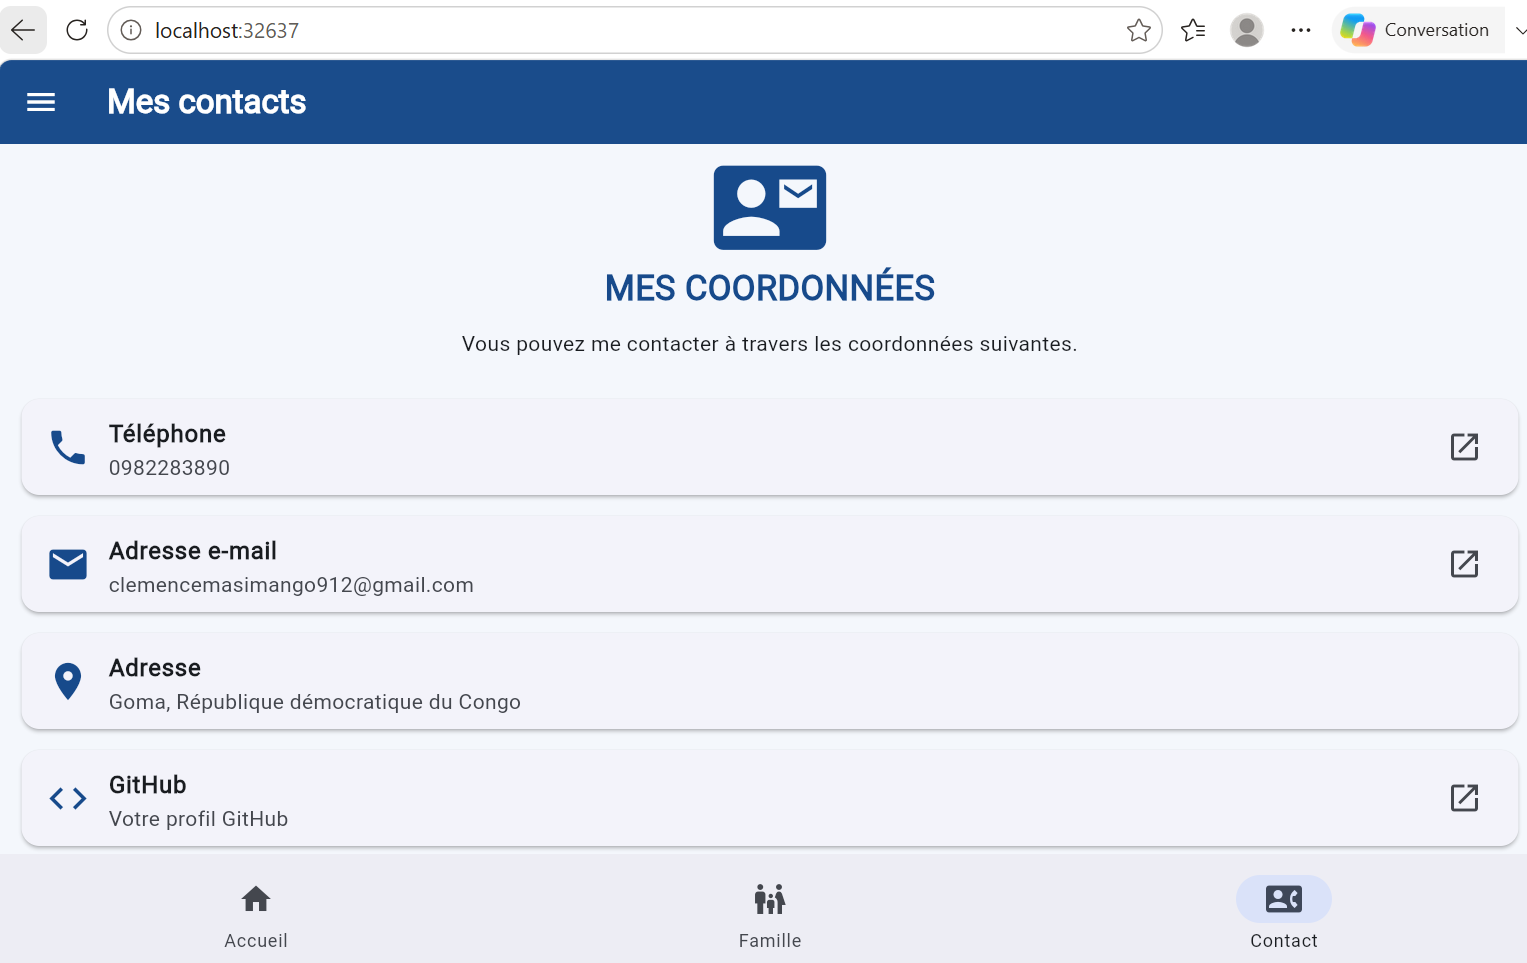 localhost:32637
Conversation
Mes contacts
MES COORDONNÉES
Vous pouvez me contacter à travers les coordonnées suivantes.
Téléphone
0982283890
Adresse e-mail
clemencemasimango912@gmail.com
Adresse
Goma, République démocratique du Congo
GitHub
Votre profil GitHub
Accueil
Famille
Contact